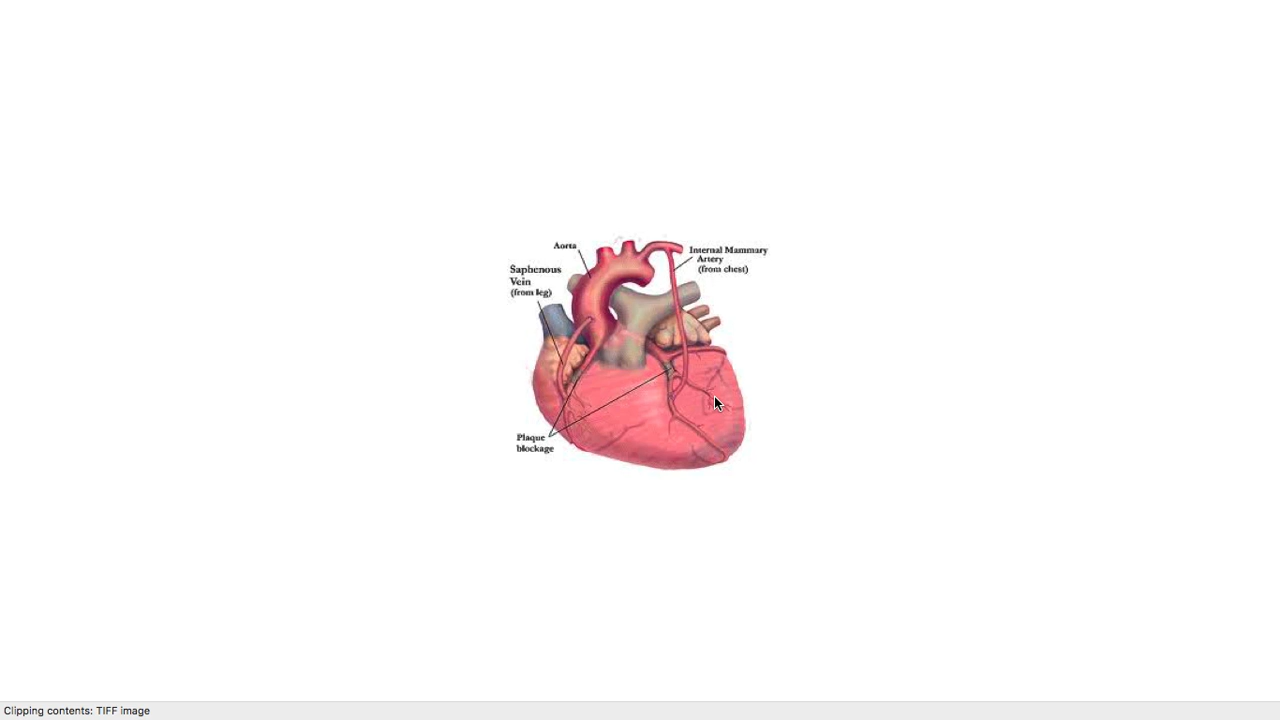 Aorta
Internal Mammary
Artery
(from chest)
Saphenous
Vein
(from leg)
Plaque
blockage
Clipping contents: TIFF image